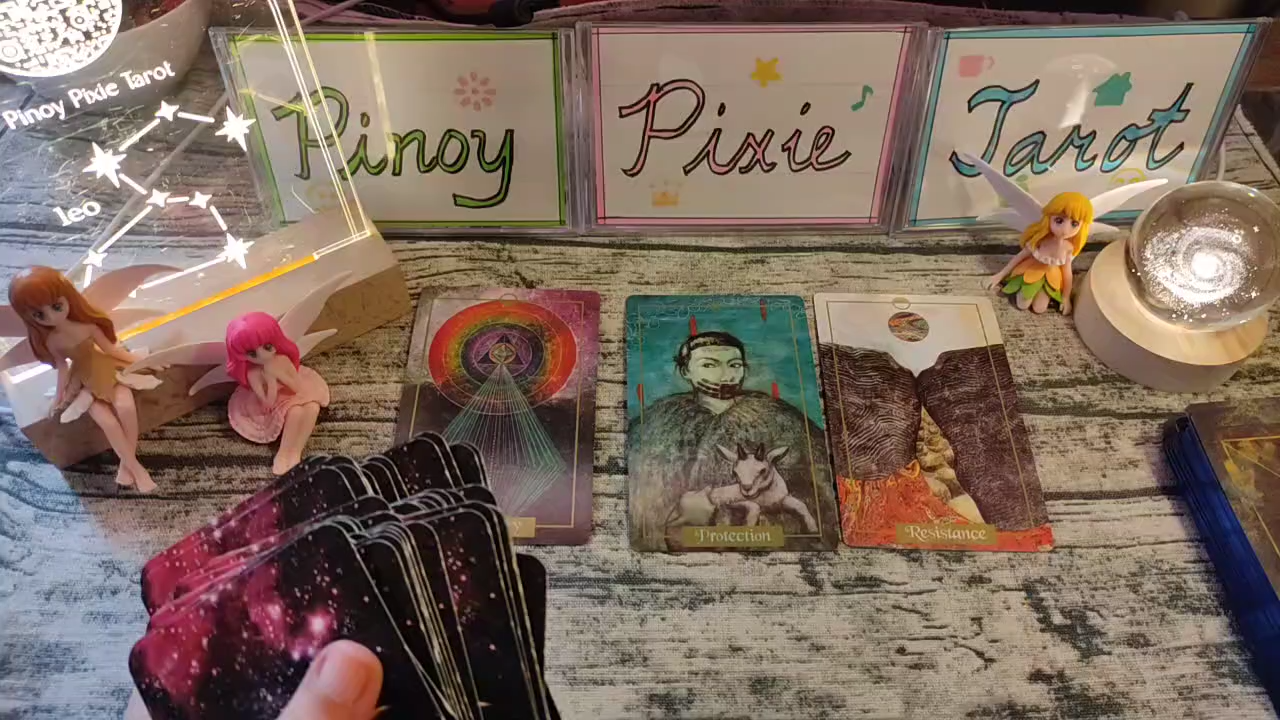 Pinoy Pixie Tarot
Pinoy Pixie Tarot
leo
Protection
Resistance